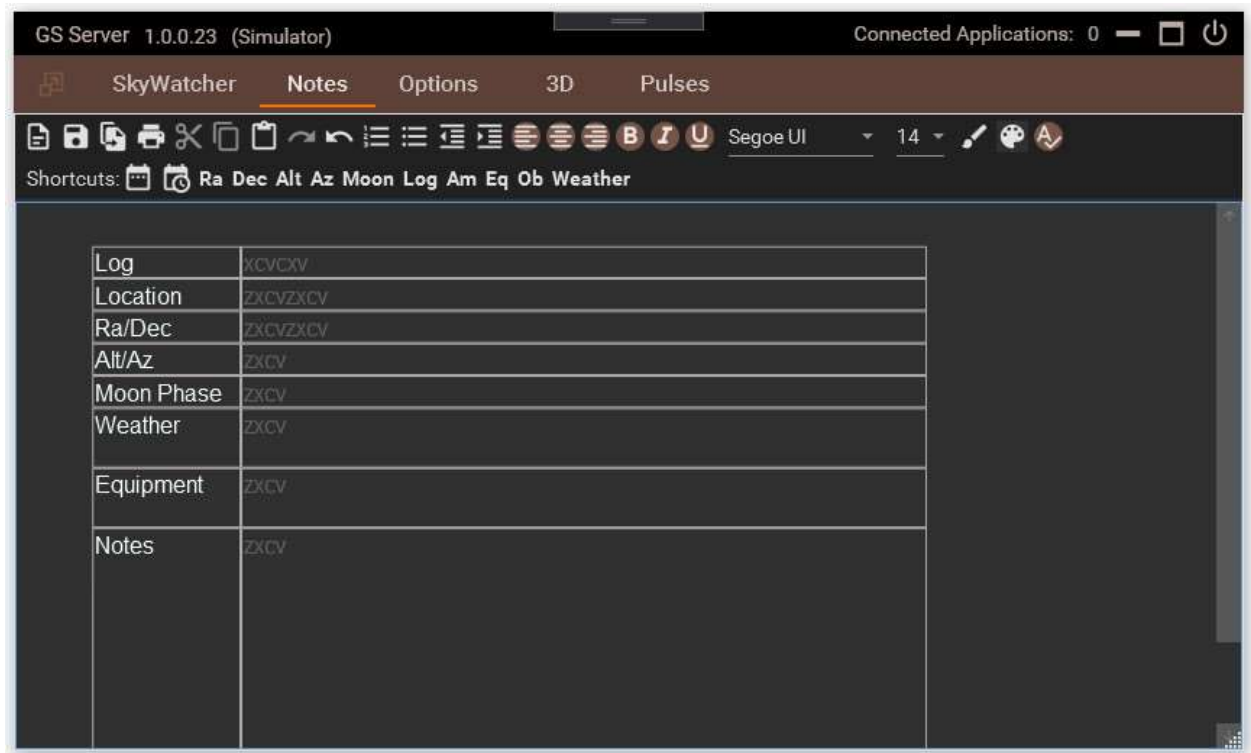 GS Server 1.0.0.23 (Simulator) Connected Applications: 0
SkyWatcher Notes Options 3D Pulses
B I U Segoe UI 14 A
Shortcuts: Ra Dec Alt Az Moon Log Am Eq Ob Weather
Log xcvcxv
Location zxcvzxcv
Ra/Dec zxcvzxcv
Alt/Az zxcv
Moon Phase zxcv
Weather zxcv
Equipment zxcv
Notes zxcv